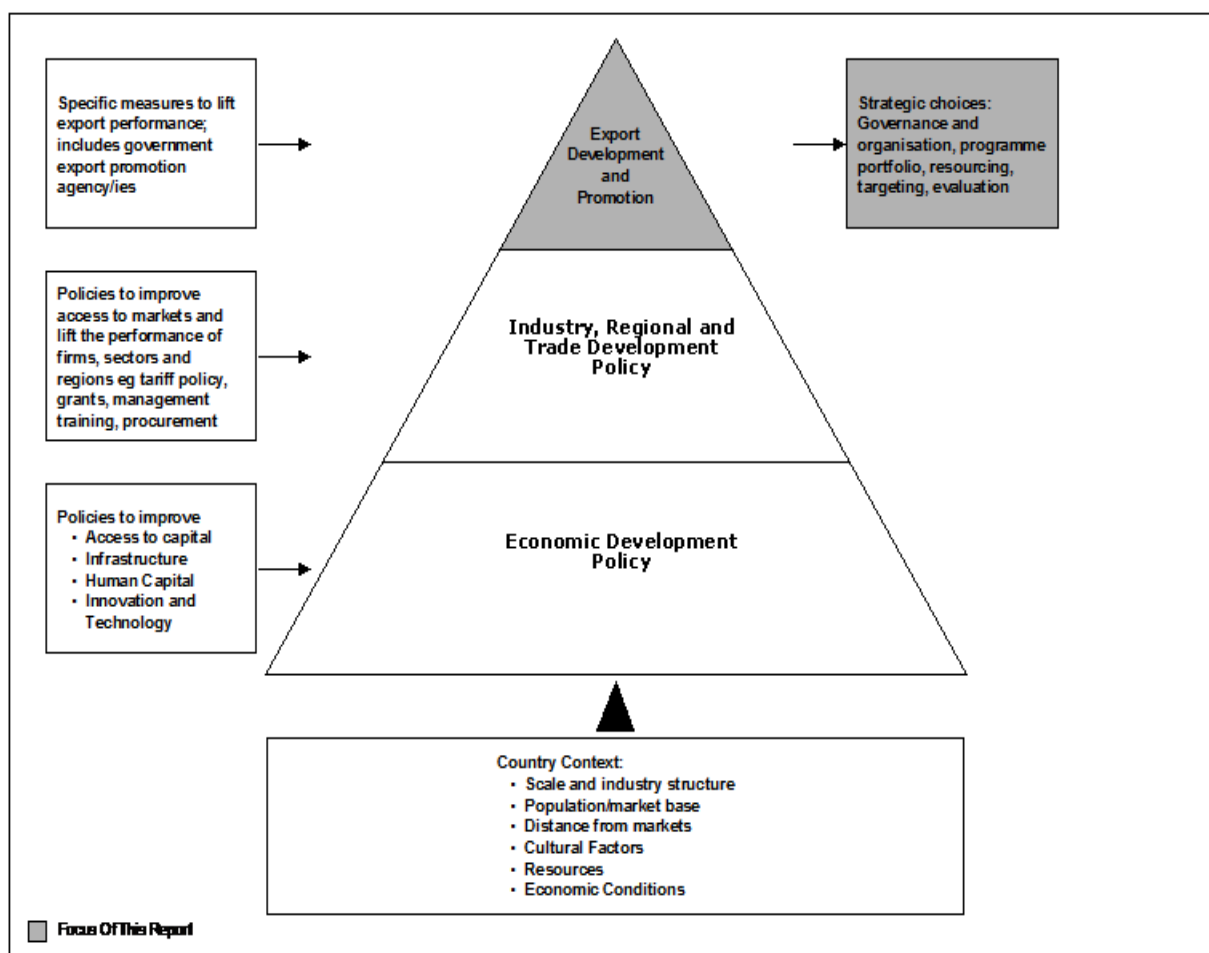 Specific measures to lift
export performance;
includes government
export promotion
agency/ies
Export
Development
and
Promotion
Strategic choices:
Governance and
organisation, programme
portfolio, resourcing,
targeting, evaluation
Policies to improve
access to markets and
lift the performance of
firms, sectors and
regions eg tariff policy,
grants, management
training, procurement
Industry, Regional and
Trade Development
Policy
Policies to improve
• Access to capital
• Infrastructure
• Human Capital
• Innovation and
Technology
Economic Development
Policy
Country Context:
• Scale and industry structure
• Population/market base
• Distance from markets
• Cultural Factors
• Resources
• Economic Conditions
Focus Of This Report